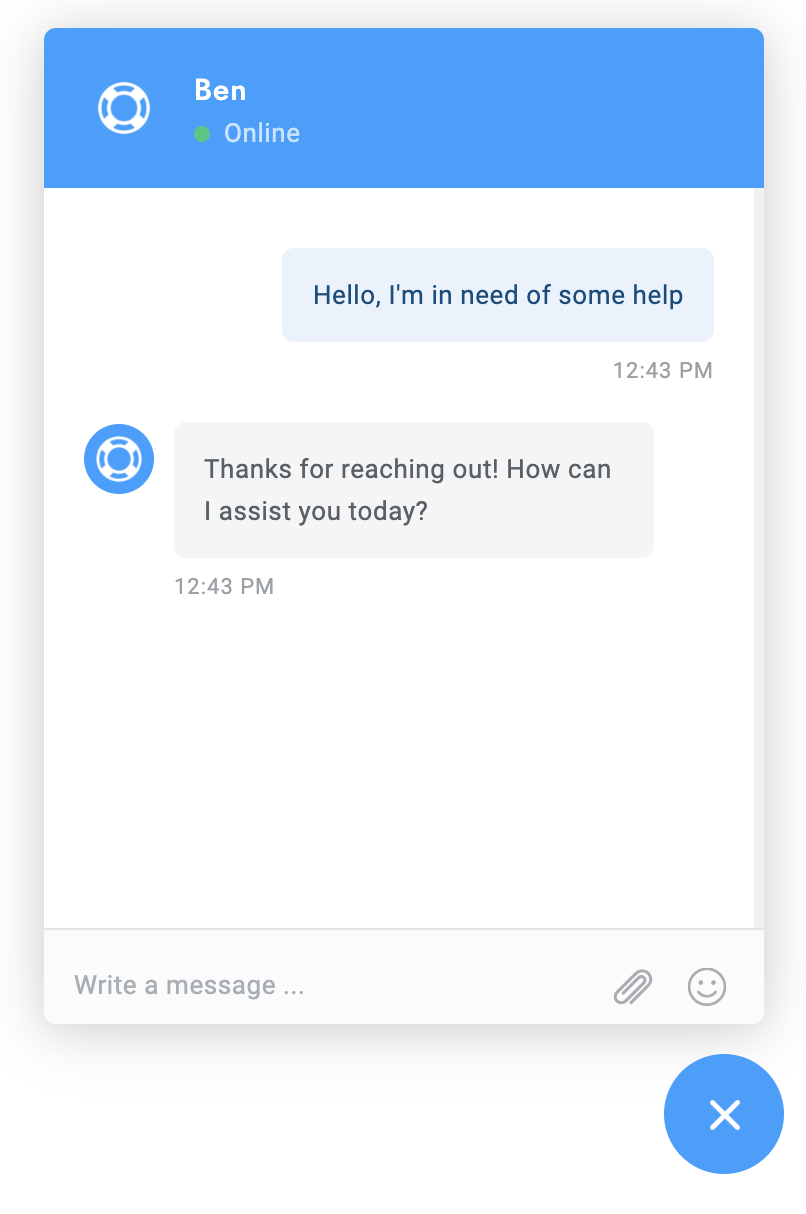 Ben
Online
Hello, I'm in need of some help
12:43 PM
Thanks for reaching out! How can
I assist you today?
12:43 PM
Write a message ...